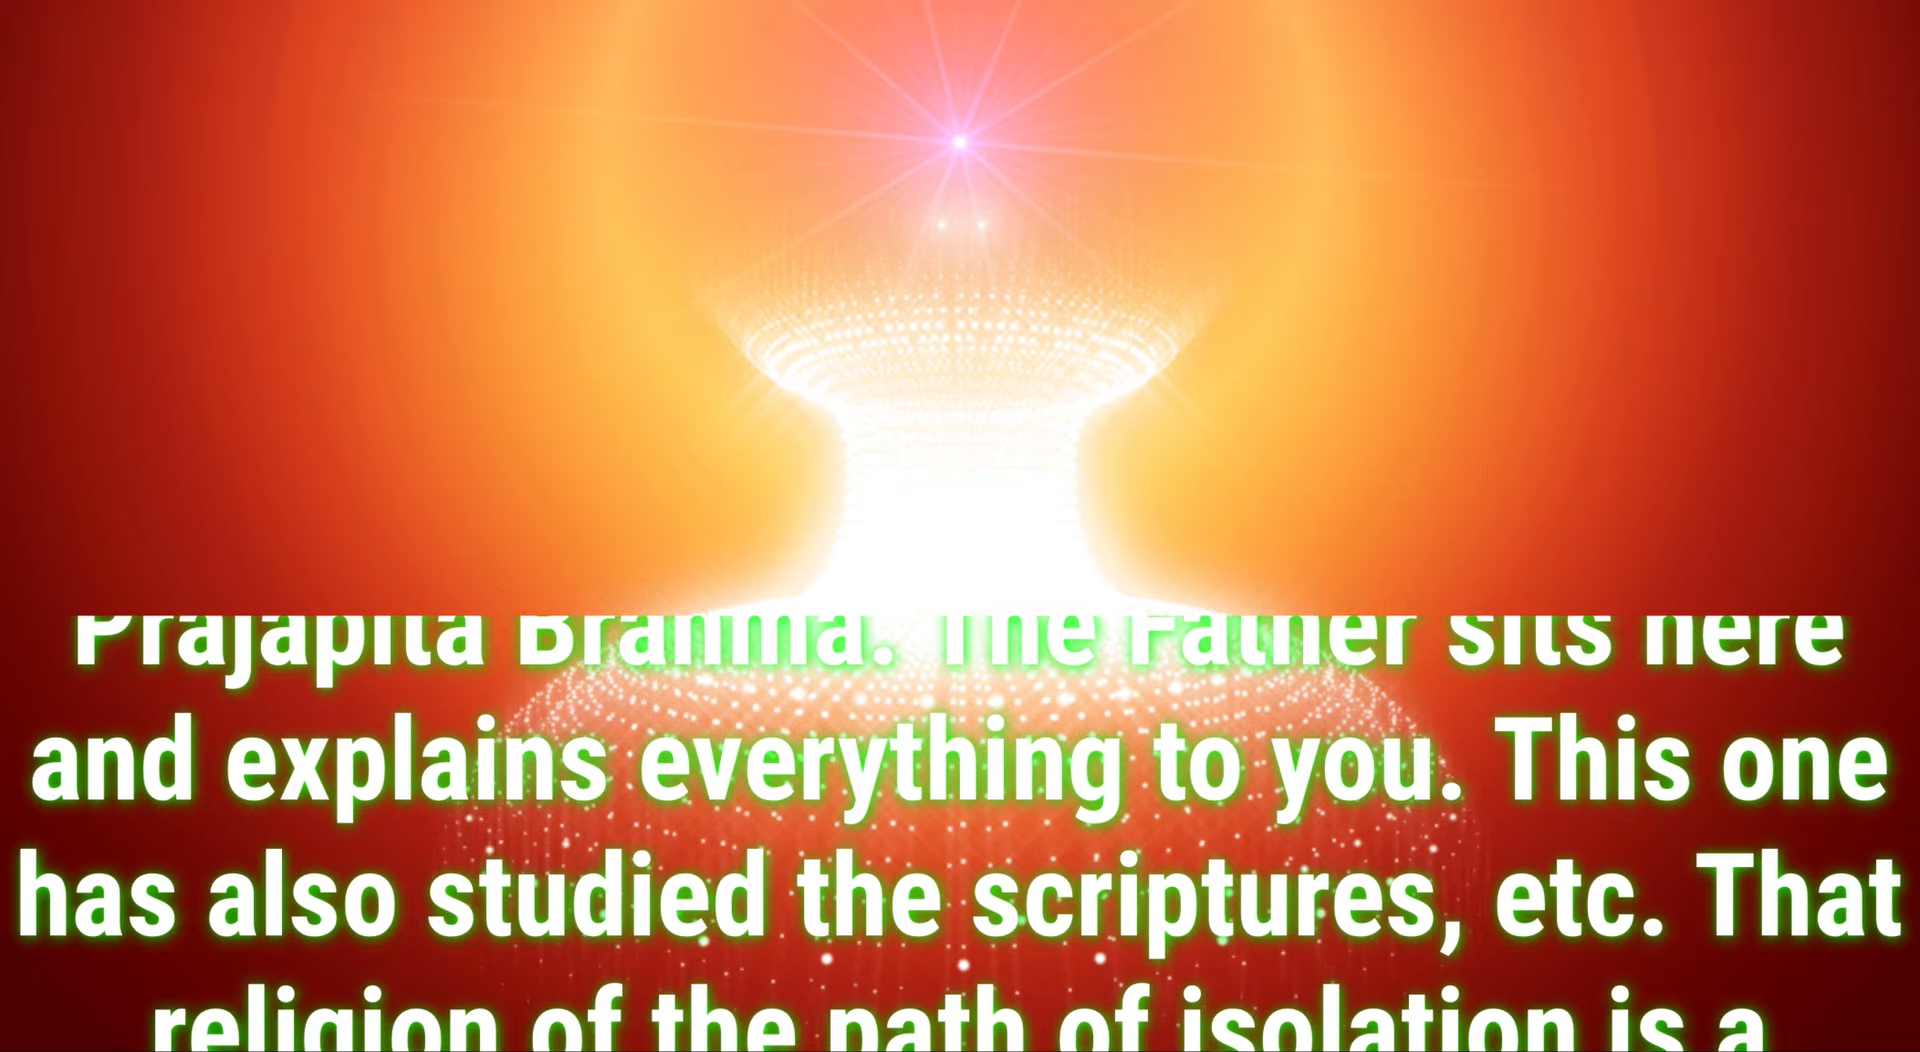 Prajapita Brahma. The Father sits here
and explains everything to you. This one
has also studied the scriptures, etc. That
religion of the path of isolation is a